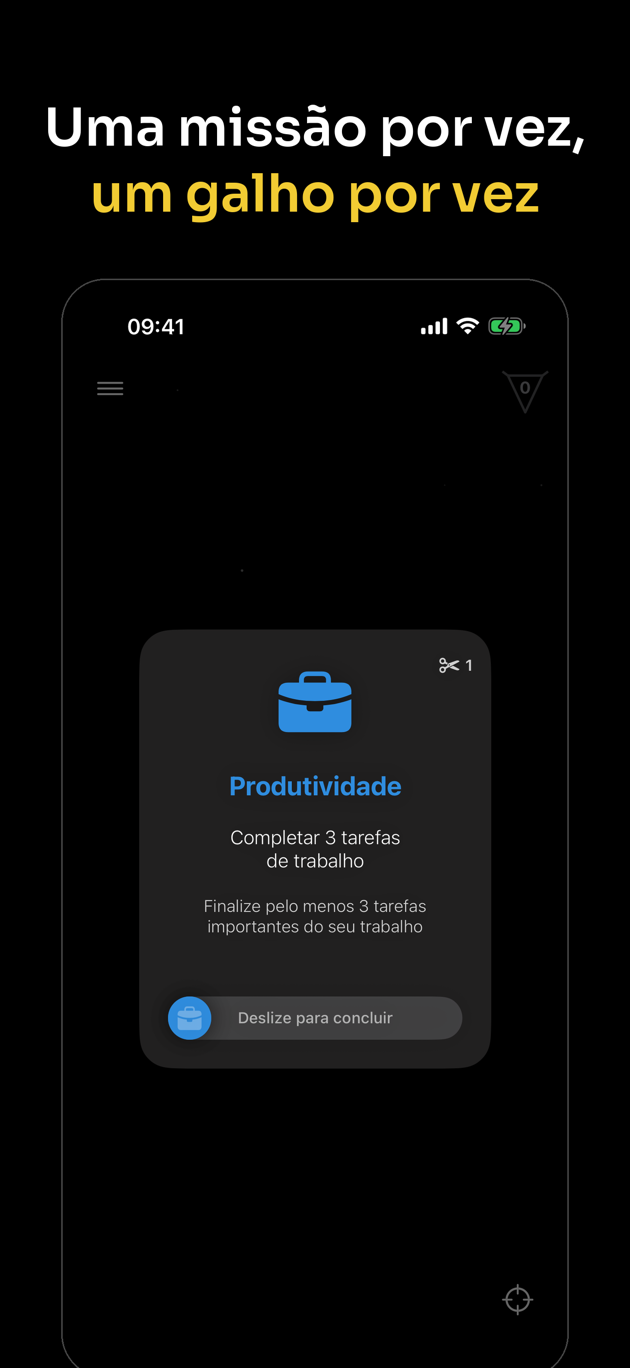 Uma missão por vez,
um galho por vez
09:41
0
1
Produtividade
Completar 3 tarefas
de trabalho
Finalize pelo menos 3 tarefas
importantes do seu trabalho
Deslize para concluir